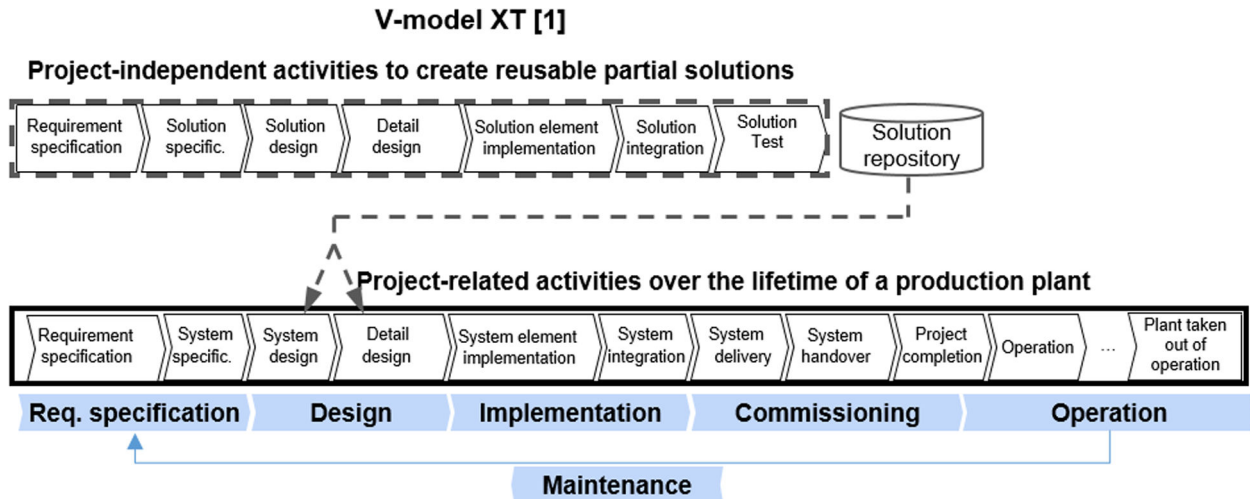 V-model XT [1]
Project-independent activities to create reusable partial solutions
Requirement
specification
Solution
specific.
Solution
design
Detail
design
Solution element
implementation
Solution
integration
Solution
Test
Solution
repository
Project-related activities over the lifetime of a production plant
Requirement
specification
System
specific.
System
design
Detail
design
System element
implementation
System
integration
System
delivery
System
handover
Project
completion
Operation
...
Plant taken
out of
operation
Req. specification
Design
Implementation
Commissioning
Operation
Maintenance